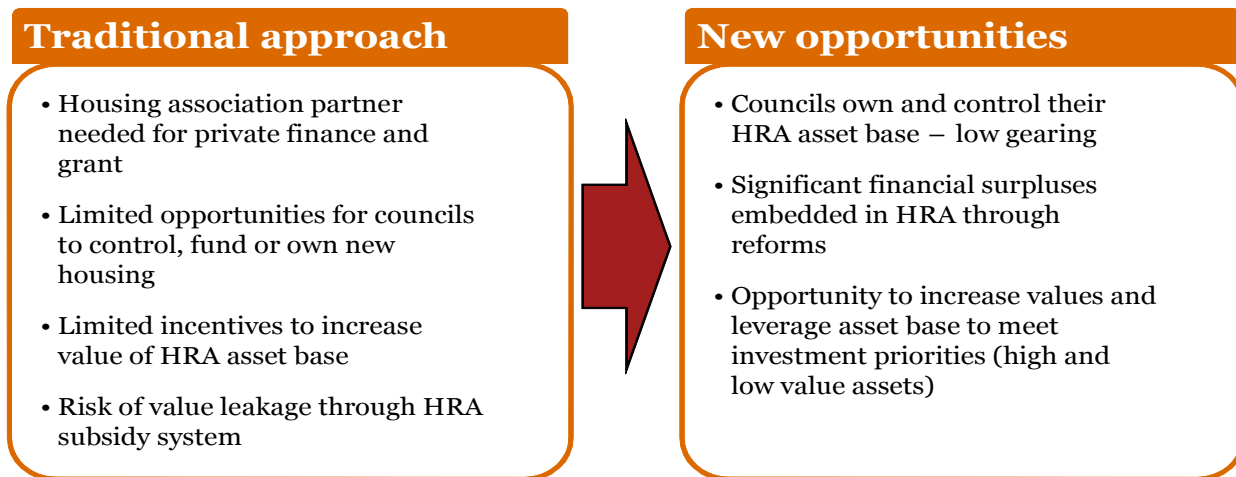 Traditional approach
• Housing association partner
needed for private finance and
grant
• Limited opportunities for councils
to control, fund or own new
housing
• Limited incentives to increase
value of HRA asset base
• Risk of value leakage through HRA
subsidy system
New opportunities
• Councils own and control their
HRA asset base – low gearing
• Significant financial surpluses
embedded in HRA through
reforms
• Opportunity to increase values and
leverage asset base to meet
investment priorities (high and
low value assets)